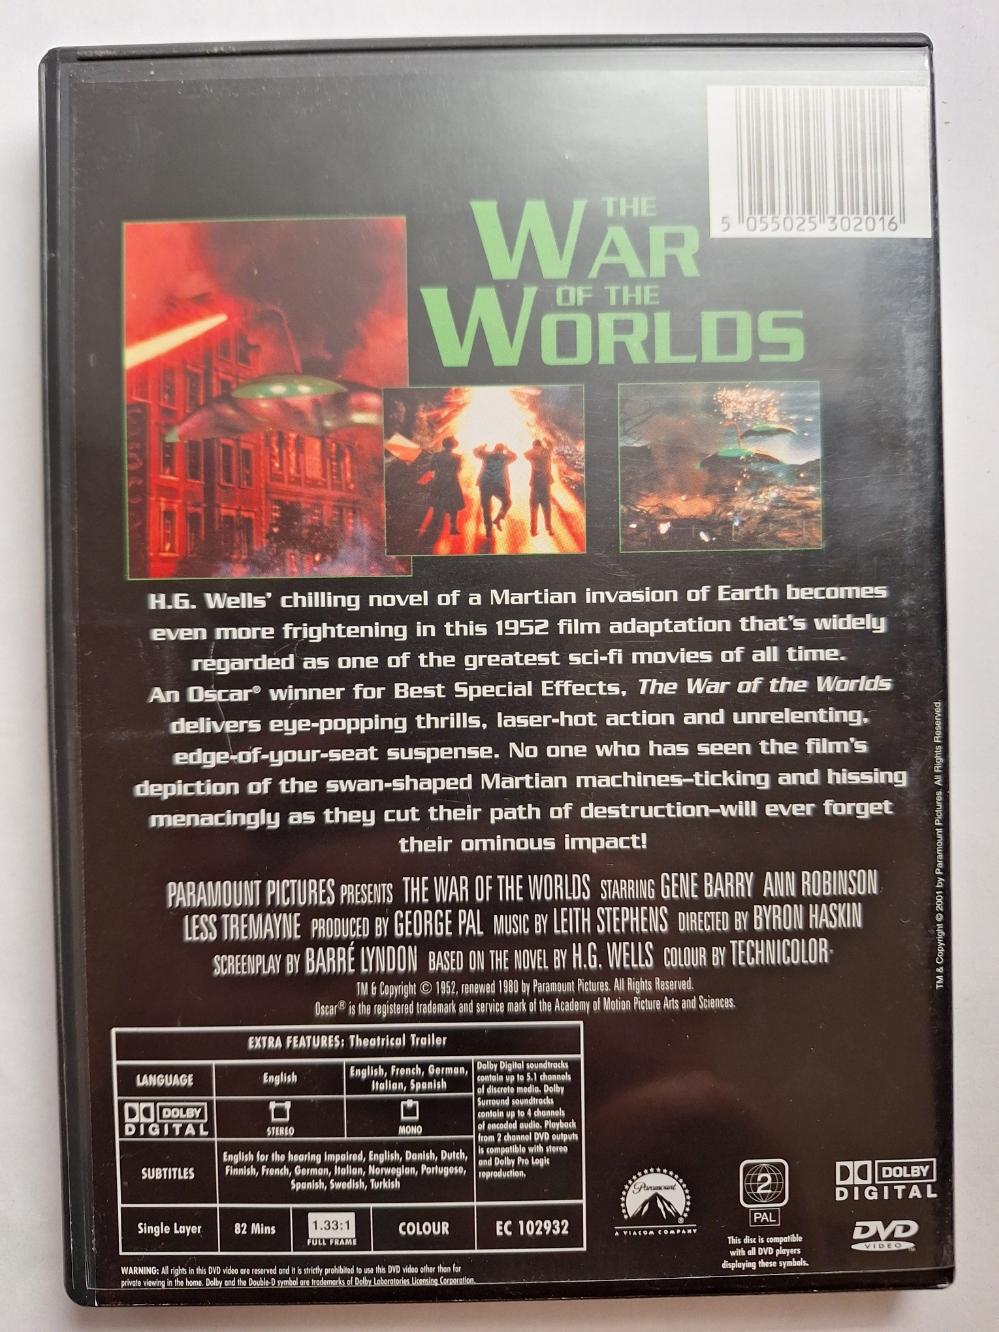 5 055025 302016
THE
WAR
OF THE
WORLDS
H.G. Wells' chilling novel of a Martian invasion of Earth becomes
even more frightening in this 1952 film adaptation that's widely
regarded as one of the greatest sci-fi movies of all time.
An Oscar® winner for Best Special Effects, The War of the Worlds
delivers eye-popping thrills, laser-hot action and unrelenting,
edge-of-your-seat suspense. No one who has seen the film's
depiction of the swan-shaped Martian machines–ticking and hissing
menacingly as they cut their path of destruction–will ever forget
their ominous impact!
PARAMOUNT PICTURES PRESENTS THE WAR OF THE WORLDS STARRING GENE BARRY ANN ROBINSON
LESS TREMAYNE PRODUCED BY GEORGE PAL MUSIC BY LEITH STEPHENS DIRECTED BY BYRON HASKIN
SCREENPLAY BY BARRÉ LYNDON BASED ON THE NOVEL BY H.G. WELLS COLOUR BY TECHNICOLOR
TM & Copyright © 1952, renewed 1980 by Paramount Pictures. All Rights Reserved.
Oscar® is the registered trademark and service mark of the Academy of Motion Picture Arts and Sciences.
TM & Copyright © 2001 by Paramount Pictures. All Rights Reserved.
EXTRA FEATURES: Theatrical Trailer
LANGUAGE
English
English, French, German,
Italian, Spanish
DOLBY
DIGITAL
STEREO
MONO
Dolby Digital soundtracks
contain up to 5.1 channels
of discrete media. Dolby
Surround soundtracks
contain up to 4 channels
of encoded audio. Playback
from 2 channel DVD outputs
is compatible with stereo
and Dolby Pro Logic
reproduction.
SUBTITLES
English for the hearing impaired, English, Danish, Dutch,
Finnish, French, German, Italian, Norwegian, Portugese,
Spanish, Swedish, Turkish
Single Layer
82 Mins
1.33:1
FULL FRAME
COLOUR
EC 102932
WARNING: All rights in this DVD video are reserved and it is strictly prohibited to use this DVD video other than for
private viewing in the home. Dolby and the Double-D symbol are trademarks of Dolby Laboratories Licensing Corporation.
Paramount
A VIACOM COMPANY
2
PAL
This disc is compatible
with all DVD players
displaying these symbols.
DOLBY
DIGITAL
DVD
VIDEO